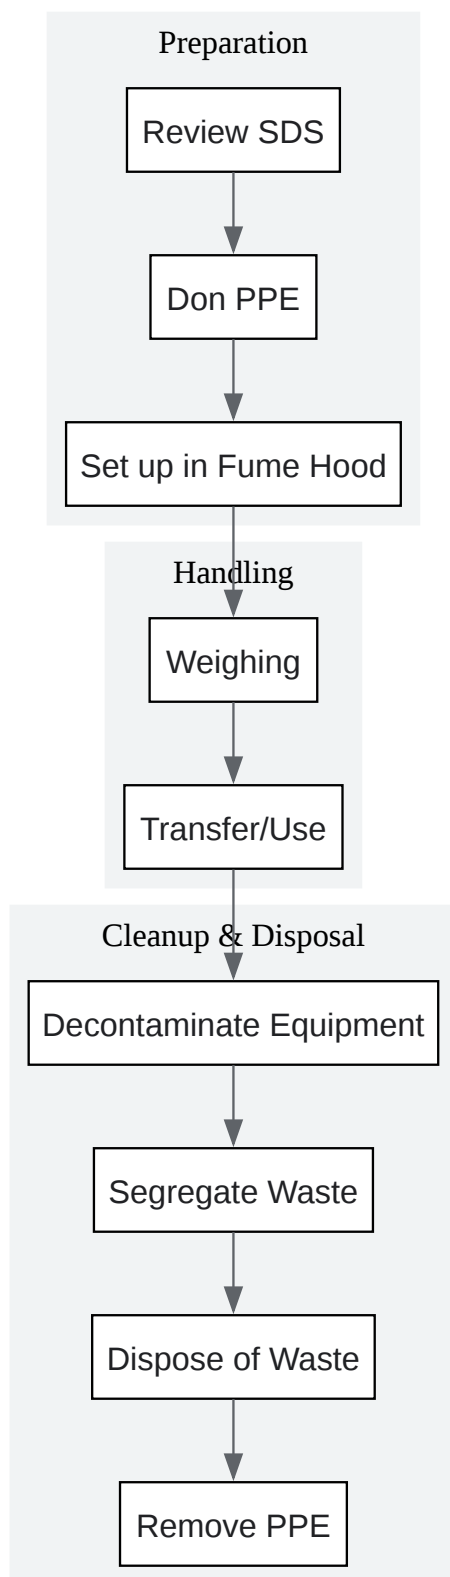 Preparation
Review SDS
Don PPE
Set up in Fume Hood
Handling
Weighing
Transfer/Use
Cleanup & Disposal
Decontaminate Equipment
Segregate Waste
Dispose of Waste
Remove PPE